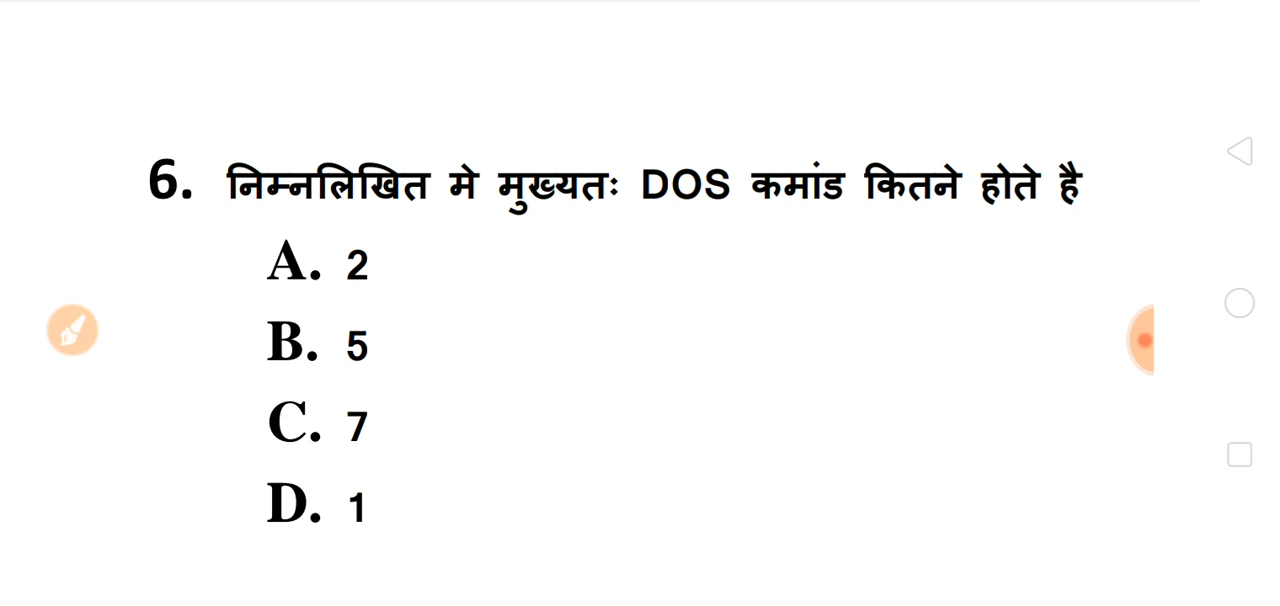 6. निम्नलिखित मे मुख्यतः DOS कमांड कितने होते है
A. 2
B. 5
C. 7
D. 1